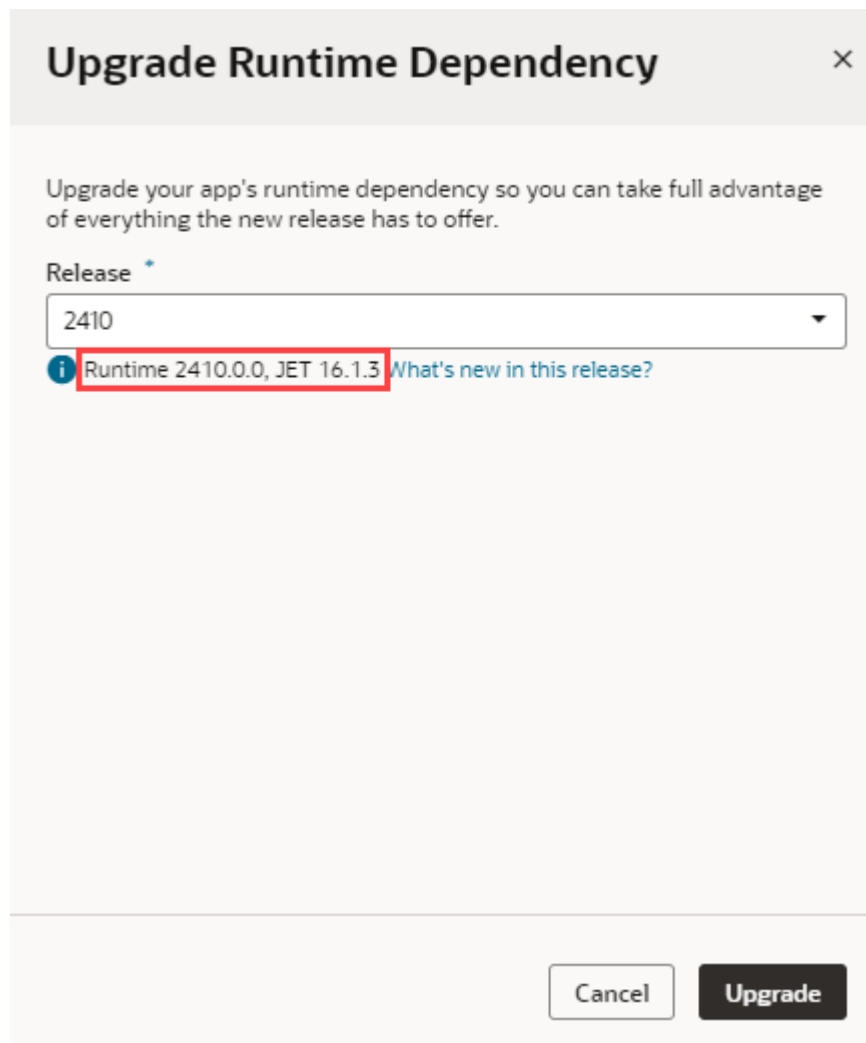 Upgrade Runtime Dependency
Upgrade your app's runtime dependency so you can take full advantage
of everything the new release has to offer.
Release *
2410
Runtime 2410.0.0, JET 16.1.3 What's new in this release?
Cancel Upgrade